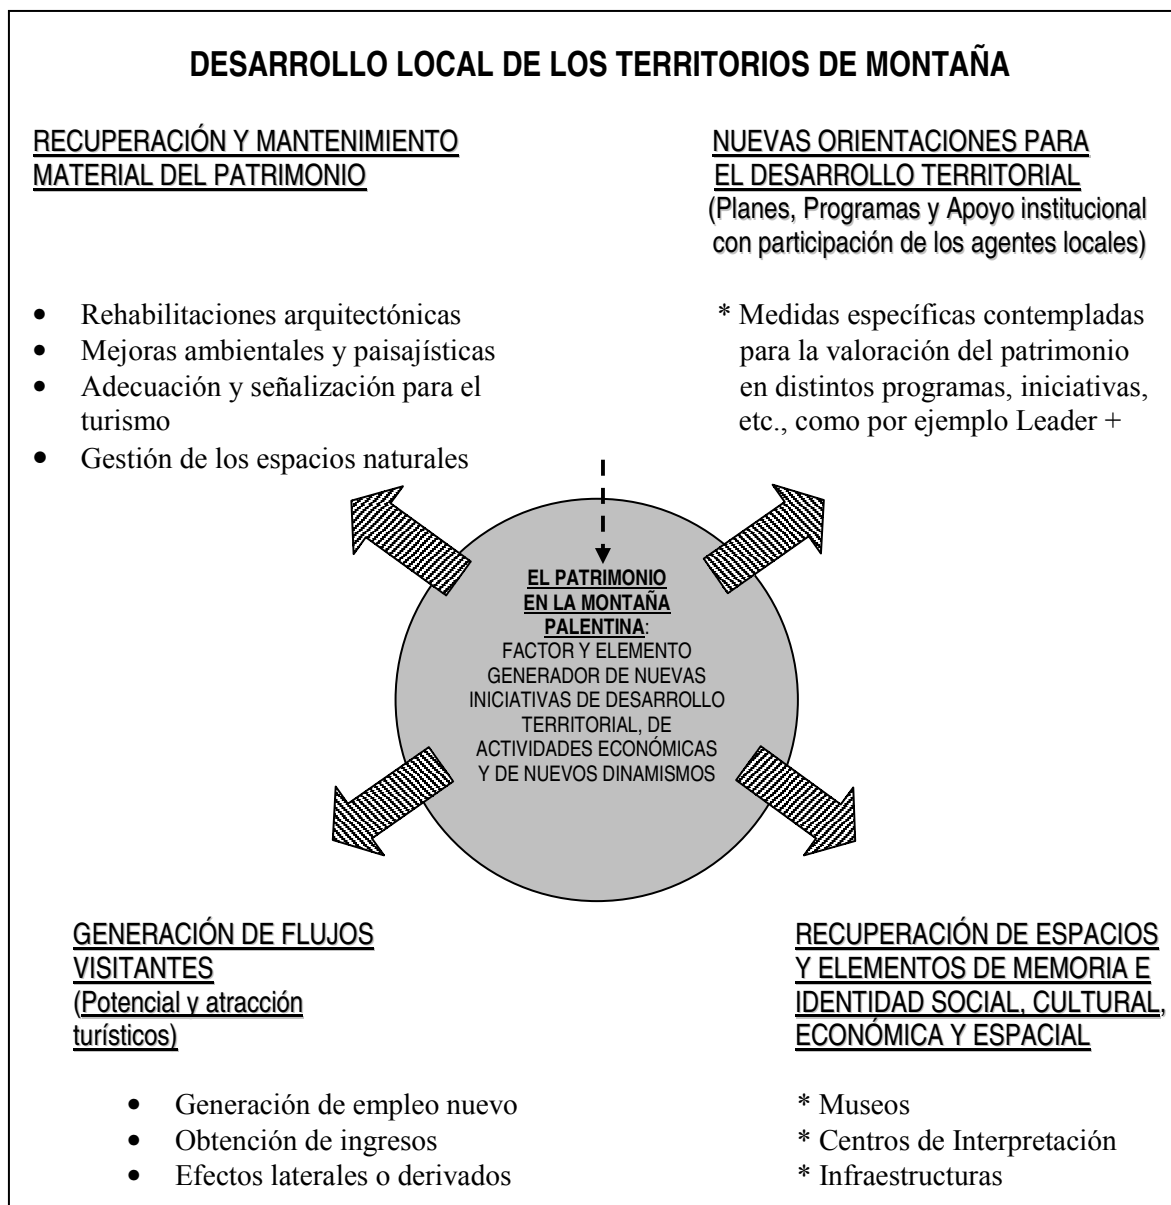 DESARROLLO LOCAL DE LOS TERRITORIOS DE MONTAÑA
RECUPERACIÓN Y MANTENIMIENTO
MATERIAL DEL PATRIMONIO
• Rehabilitaciones arquitectónicas
• Mejoras ambientales y paisajísticas
• Adecuación y señalización para el
turismo
• Gestión de los espacios naturales
NUEVAS ORIENTACIONES PARA
EL DESARROLLO TERRITORIAL
(Planes, Programas y Apoyo institucional
con participación de los agentes locales)
* Medidas específicas contempladas
para la valoración del patrimonio
en distintos programas, iniciativas,
etc., como por ejemplo Leader +
EL PATRIMONIO
EN LA MONTAÑA
PALENTINA:
FACTOR Y ELEMENTO
GENERADOR DE NUEVAS
INICIATIVAS DE DESARROLLO
TERRITORIAL, DE
ACTIVIDADES ECONÓMICAS
Y DE NUEVOS DINAMISMOS
GENERACIÓN DE FLUJOS
VISITANTES
(Potencial y atracción
turísticos)
• Generación de empleo nuevo
• Obtención de ingresos
• Efectos laterales o derivados
RECUPERACIÓN DE ESPACIOS
Y ELEMENTOS DE MEMORIA E
IDENTIDAD SOCIAL, CULTURAL,
ECONÓMICA Y ESPACIAL
* Museos
* Centros de Interpretación
* Infraestructuras